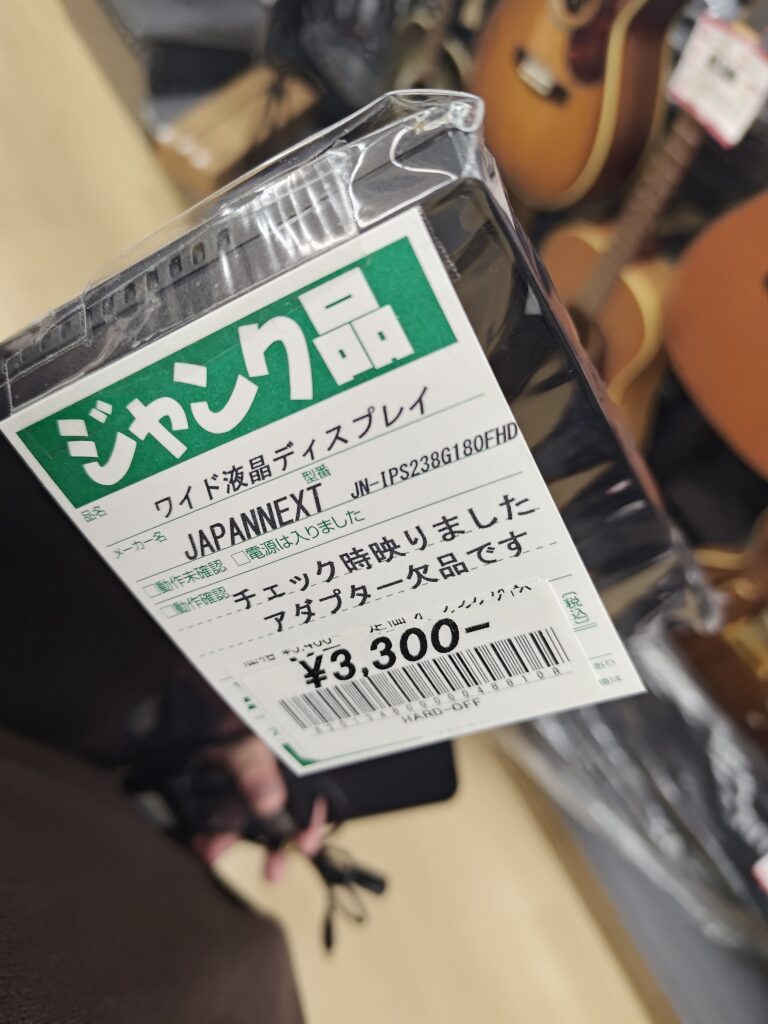 ジャンク品
品名 ワイド液晶ディスプレイ
メーカー名 JAPANNEXT 型番 JN-IPS238G180FHD
□動作未確認 □電源は入りました
□動作確認 チェック時映りました
アダプター欠品です
[税込]
¥3,300-
HARD-OFF